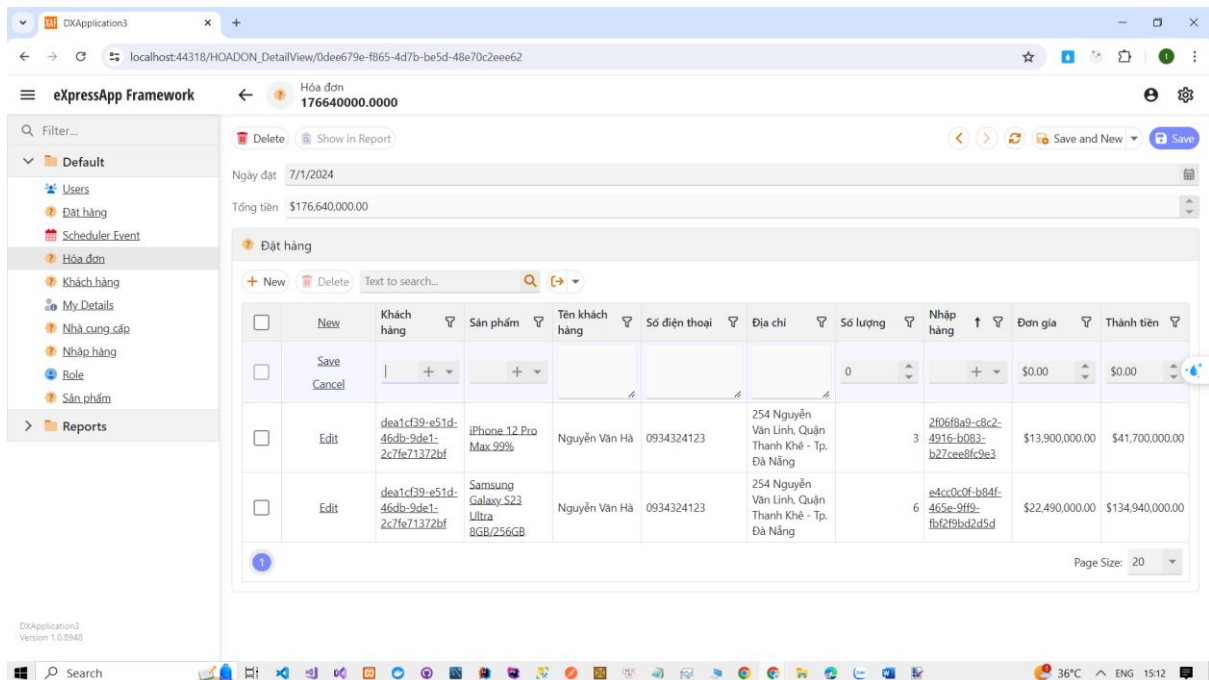 DXApplication3
localhost:44318/HOADON_DetailView/0dee679e-f865-4d7b-be5d-48e70c2eee62
eXpressApp Framework
Hóa đơn
176640000.0000
Filter...
Default
Users
Đặt hàng
Scheduler Event
Hóa đơn
Khách hàng
My Details
Nhà cung cấp
Nhập hàng
Role
Sản phẩm
Reports
DXApplication3
Version 1.0.8948
Delete
Show in Report
Save and New
Save
Ngày đặt 7/1/2024
Tổng tiền $176,640,000.00
Đặt hàng
New Delete Text to search...
New Khách hàng Sản phẩm Tên khách hàng Số điện thoại Địa chỉ Số lượng Nhập hàng Đơn gía Thành tiền
Save
Cancel
0 $0.00 $0.00
Edit
dea1cf39-e51d-
46db-9de1-
2c7fe71372bf
iPhone 12 Pro
Max 99%
Nguyễn Văn Hà
0934324123
254 Nguyễn
Văn Linh, Quận
Thanh Khê - Tp.
Đà Nẵng
3
2f06f8a9-c8c2-
4916-b083-
b27cee8fc9e3
$13,900,000.00
$41,700,000.00
Edit
dea1cf39-e51d-
46db-9de1-
2c7fe71372bf
Samsung
Galaxy S23
Ultra
8GB/256GB
Nguyễn Văn Hà
0934324123
254 Nguyễn
Văn Linh, Quận
Thanh Khê - Tp.
Đà Nẵng
6
e4cc0c0f-b84f-
465e-9ff9-
fbf2f9bd2d5d
$22,490,000.00
$134,940,000.00
1
Page Size: 20
Search
36°C
ENG
15:12